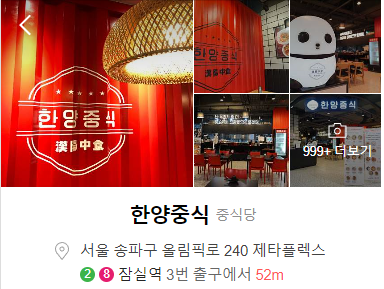 한양중식
漢陽中食
한양중식
999+ 더보기
한양중식 중식당
서울 송파구 올림픽로 240 제타플렉스
2 8 잠실역 3번 출구에서 52m